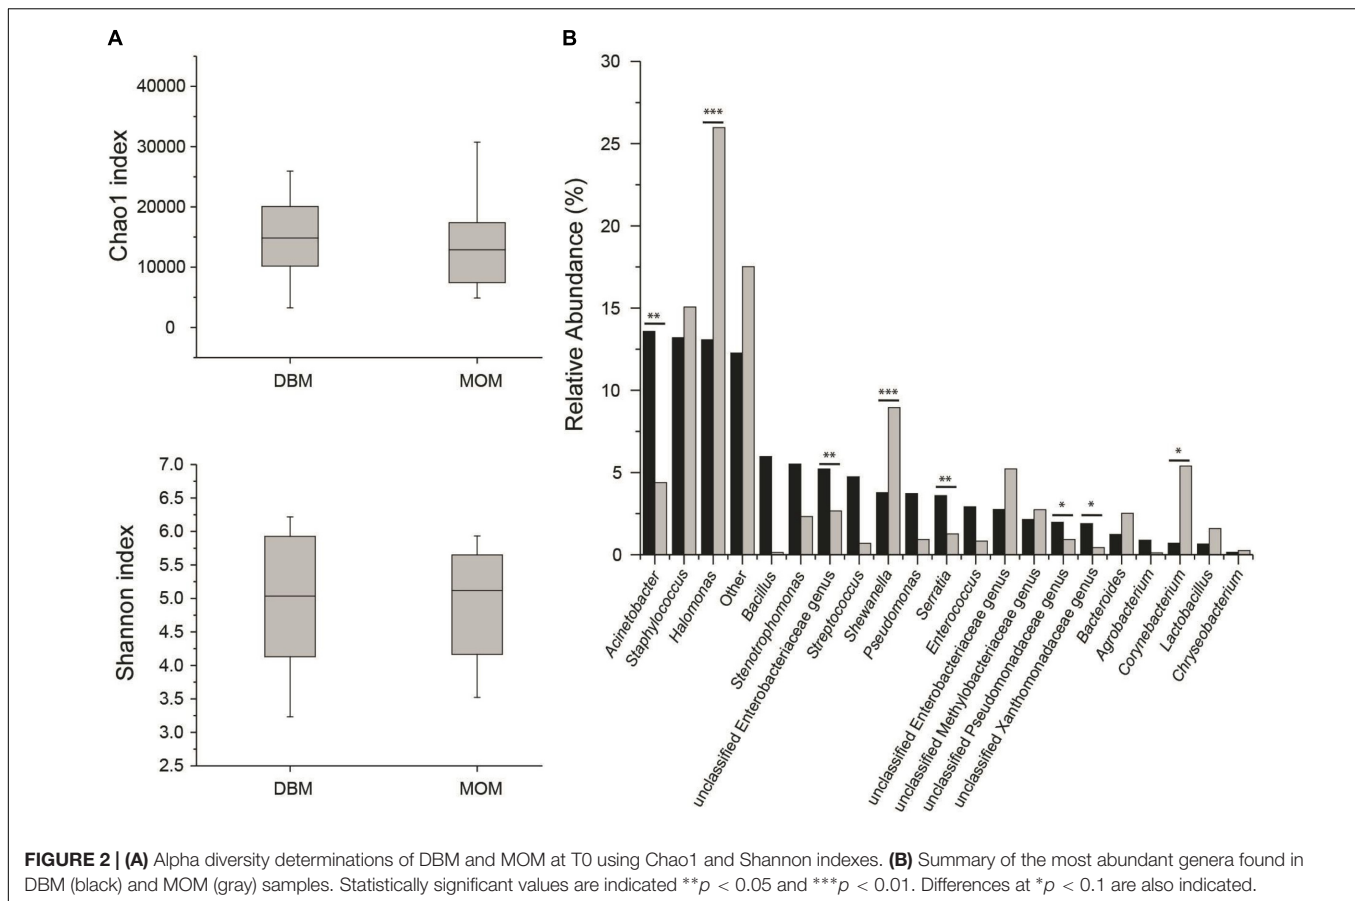 A
Chao1 index
40000
30000
20000
10000
0
DBM
MOM
Shannon index
7.0
6.5
6.0
5.5
5.0
4.5
4.0
3.5
3.0
2.5
DBM
MOM
B
Relative Abundance (%)
30
25
20
15
10
5
0
**
***
**
***
**
*
*
*
Acinetobacter
Staphylococcus
Halomonas
Other
Bacillus
Stenotrophomonas
unclassified Enterobacteriaceae genus
Streptococcus
Shewanella
Pseudomonas
Serratia
Enterococcus
unclassified Enterobacteriaceae genus
unclassified Methylobacteriaceae genus
unclassified Pseudomonadaceae genus
unclassified Xanthomonadaceae genus
Bacteroides
Agrobacterium
Corynebacterium
Lactobacillus
Chryseobacterium
FIGURE 2 | (A) Alpha diversity determinations of DBM and MOM at T0 using Chao1 and Shannon indexes. (B) Summary of the most abundant genera found in
DBM (black) and MOM (gray) samples. Statistically significant values are indicated **p < 0.05 and ***p < 0.01. Differences at *p < 0.1 are also indicated.